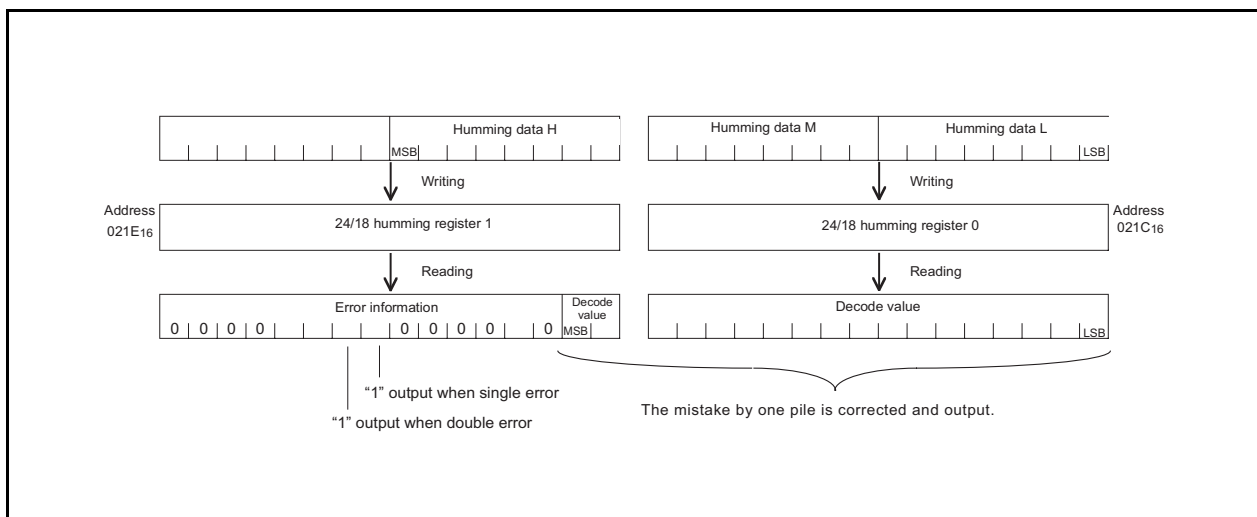 Humming data H
Humming data M
Humming data L
MSB
LSB
Writing
Writing
Address
021E16
24/18 humming register 1
24/18 humming register 0
Address
021C16
Reading
Reading
Error information
Decode
value
Decode value
0 0 0 0 0 0 0 0 0
MSB
LSB
“1” output when single error
“1” output when double error
The mistake by one pile is corrected and output.